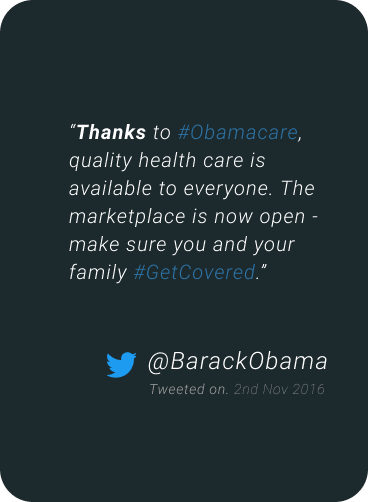 “Thanks to #Obamacare,
quality health care is
available to everyone. The
marketplace is now open -
make sure you and your
family #GetCovered.”
@BarackObama
Tweeted on. 2nd Nov 2016